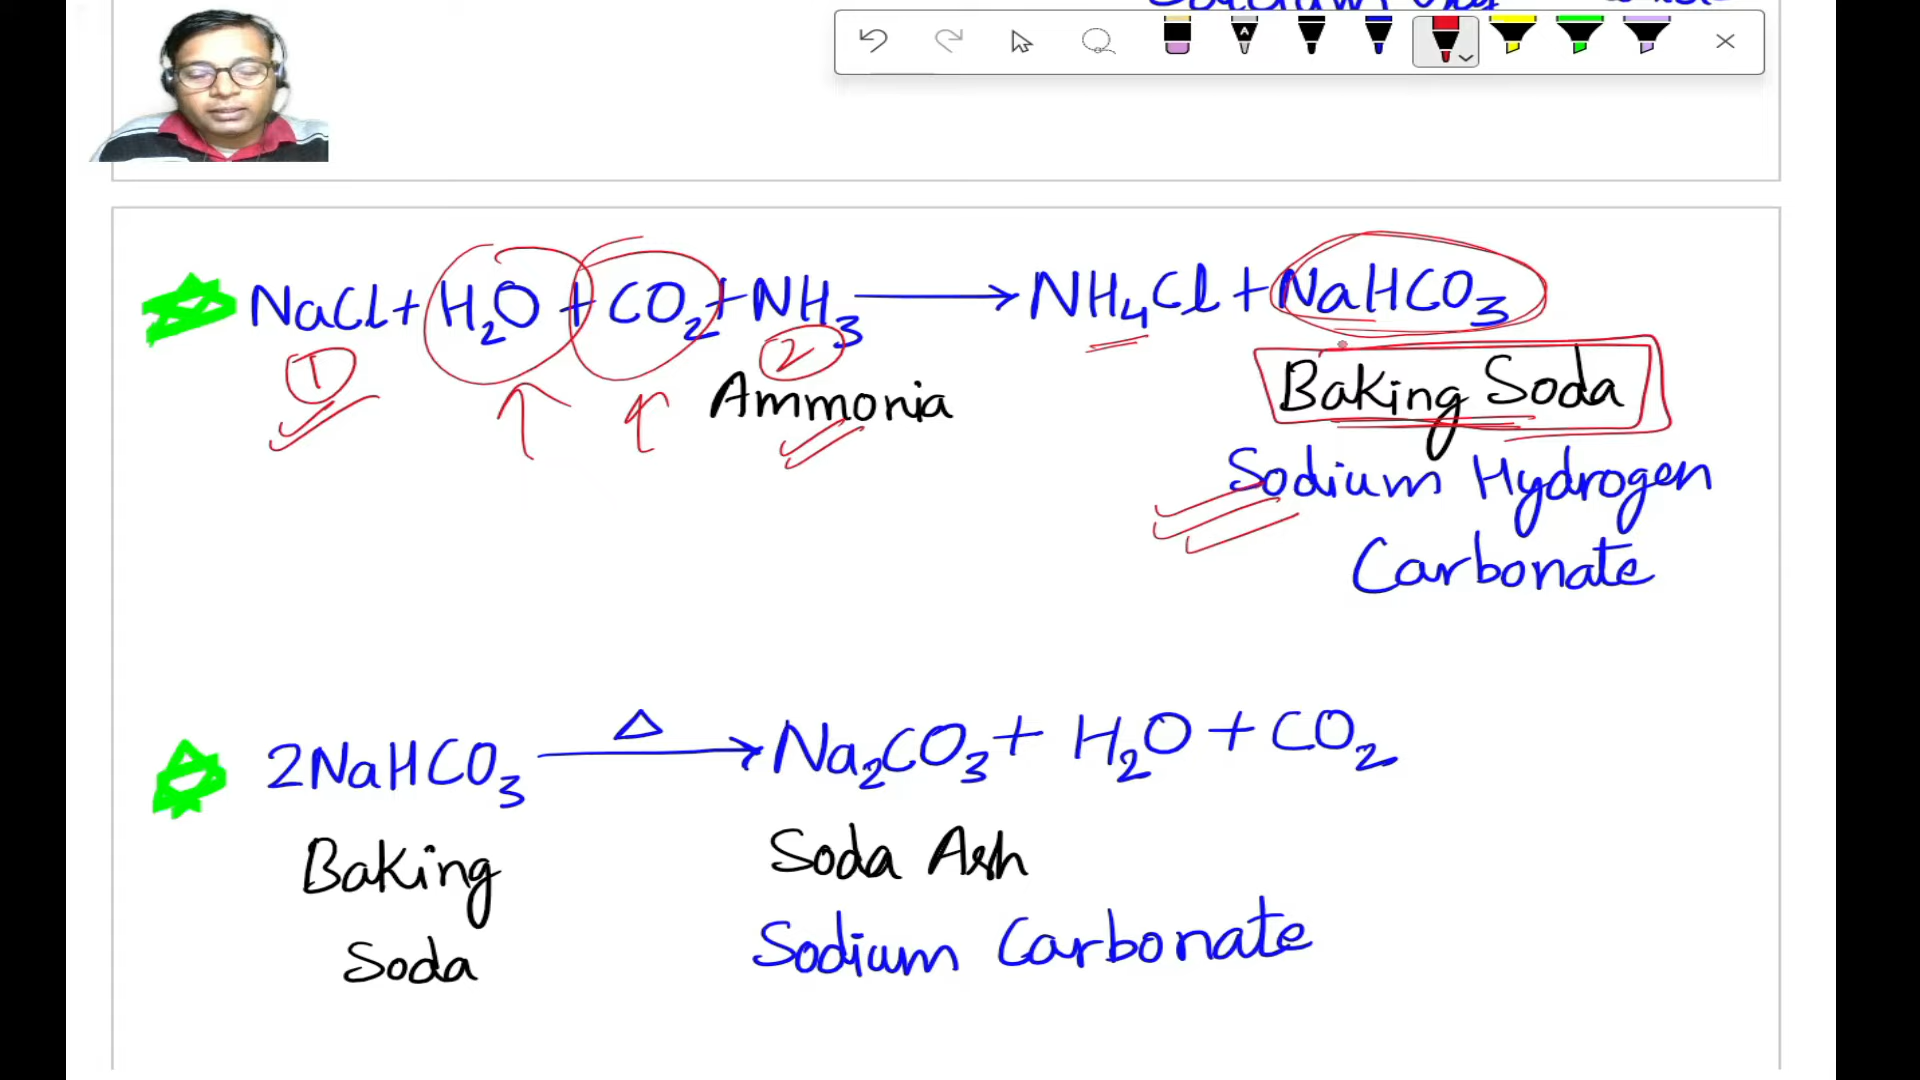 NaCl + H₂O + CO₂ + NH₃ ⟶ NH₄Cl + NaHCO₃
1 2
Ammonia Baking Soda
Sodium Hydrogen
Carbonate
2NaHCO₃ —Δ→ Na₂CO₃ + H₂O + CO₂
Baking Soda Ash
Soda Sodium Carbonate